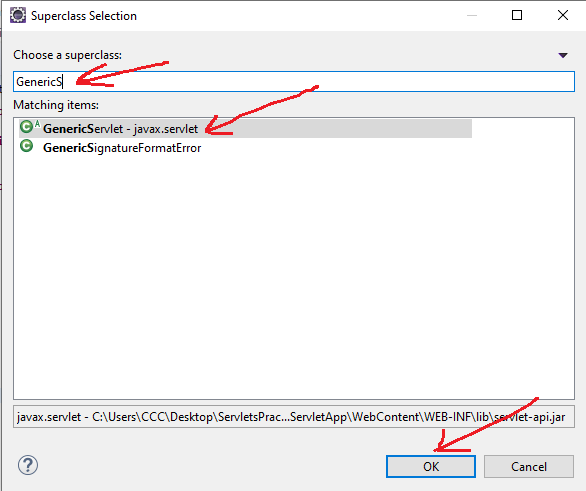 Superclass Selection
Choose a superclass:
GenericS
Matching items:
C A GenericServlet - javax.servlet
C GenericSignatureFormatError
javax.servlet - C:\Users\CCC\Desktop\ServletsPrac...ServletApp\WebContent\WEB-INF\lib\servlet-api.jar
?
OK
Cancel